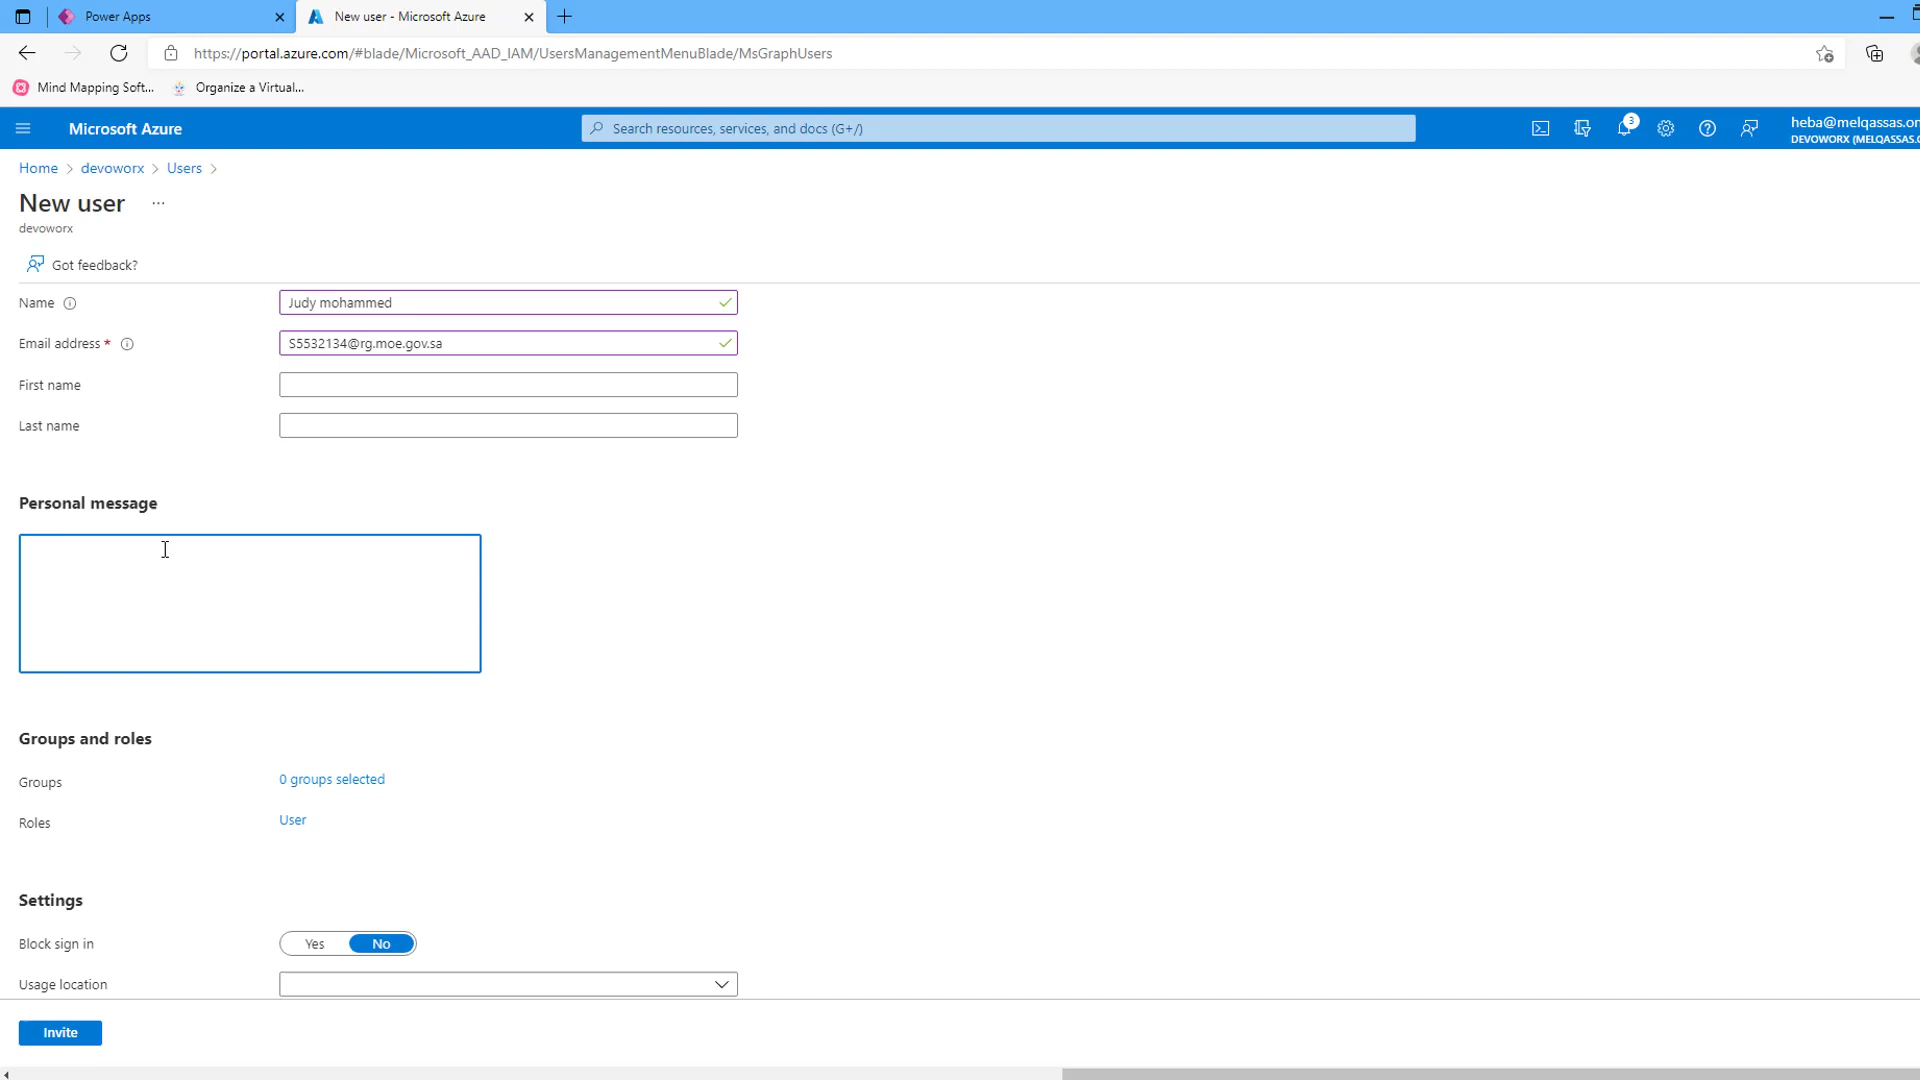 Power Apps
New user - Microsoft Azure
https://portal.azure.com/#blade/Microsoft_AAD_IAM/UsersManagementMenuBlade/MsGraphUsers
Mind Mapping Soft...
Organize a Virtual...
Microsoft Azure
Search resources, services, and docs (G+/)
3
heba@melqassas.on
DEVOWORX (MELQASSAS.O
Home > devoworx > Users >
New user ...
devoworx
Got feedback?
Name
Judy mohammed
Email address *
S5532134@rg.moe.gov.sa
First name
Last name
Personal message
Groups and roles
Groups
0 groups selected
Roles
User
Settings
Block sign in
Yes No
Usage location
Invite